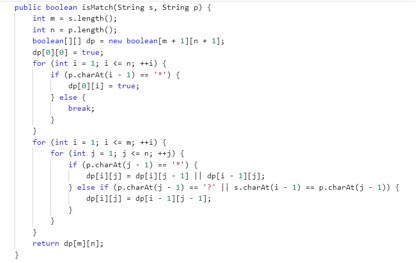 public boolean isMatch(String s, String p) {
int m = s.length();
int n = p.length();
boolean[][] dp = new boolean[m + 1][n + 1];
dp[0][0] = true;
for (int i = 1; i <= n; ++i) {
if (p.charAt(i - 1) == '*') {
dp[0][i] = true;
} else {
break;
}
}
for (int i = 1; i <= m; ++i) {
for (int j = 1; j <= n; ++j) {
if (p.charAt(j - 1) == '*') {
dp[i][j] = dp[i][j - 1] || dp[i - 1][j];
} else if (p.charAt(j - 1) == '?' || s.charAt(i - 1) == p.charAt(j - 1)) {
dp[i][j] = dp[i - 1][j - 1];
}
}
}
return dp[m][n];
}